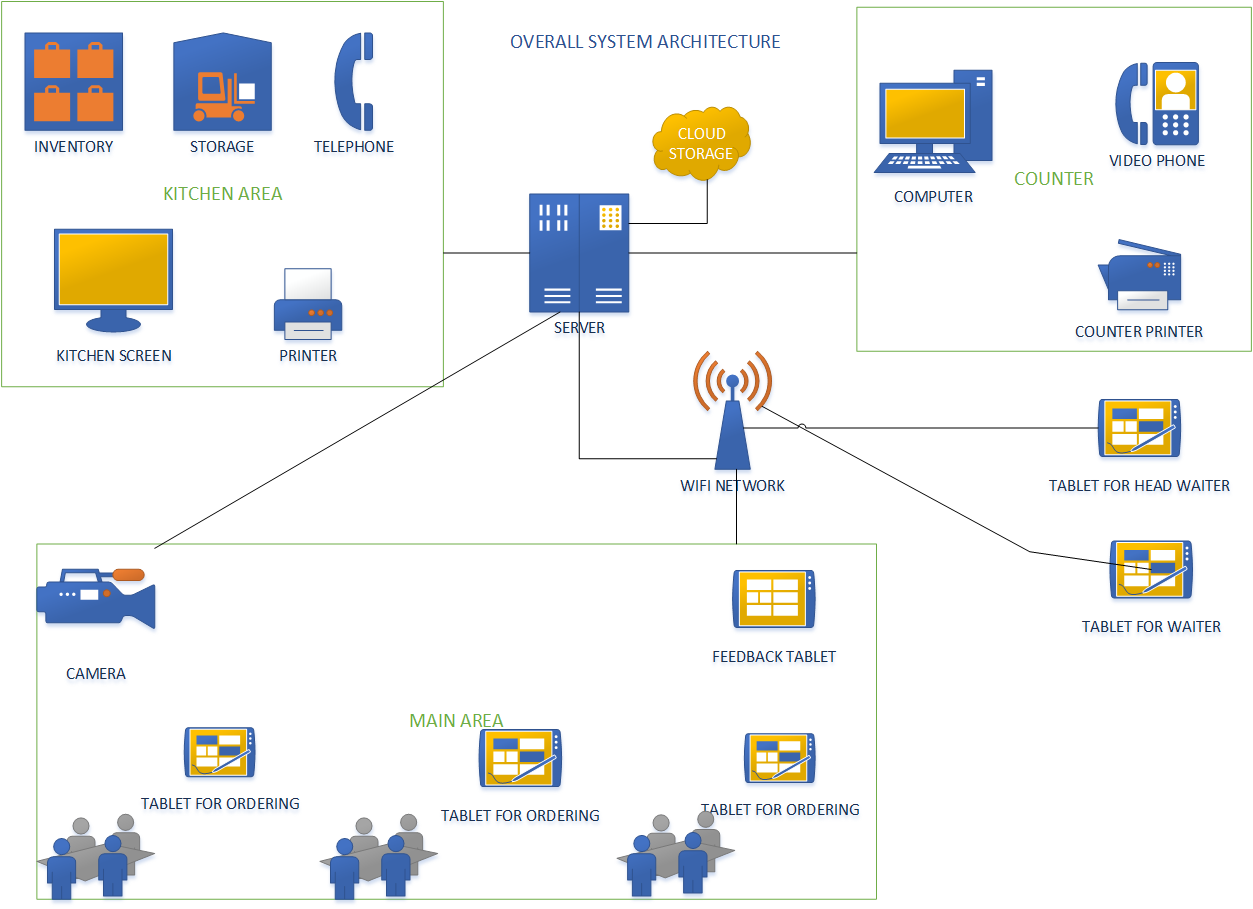 OVERALL SYSTEM ARCHITECTURE
INVENTORY
STORAGE
TELEPHONE
KITCHEN AREA
KITCHEN SCREEN
PRINTER
CLOUD
STORAGE
SERVER
COMPUTER
VIDEO PHONE
COUNTER
COUNTER PRINTER
WIFI NETWORK
TABLET FOR HEAD WAITER
TABLET FOR WAITER
CAMERA
FEEDBACK TABLET
MAIN AREA
TABLET FOR ORDERING
TABLET FOR ORDERING
TABLET FOR ORDERING